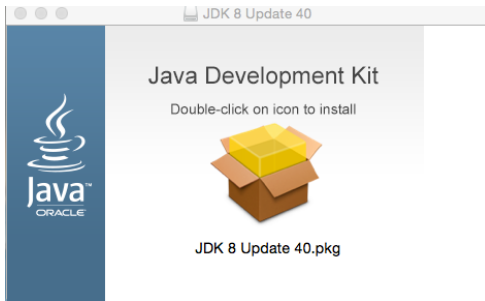 JDK 8 Update 40
Java Development Kit
Double-click on icon to install
Java™
ORACLE
JDK 8 Update 40.pkg